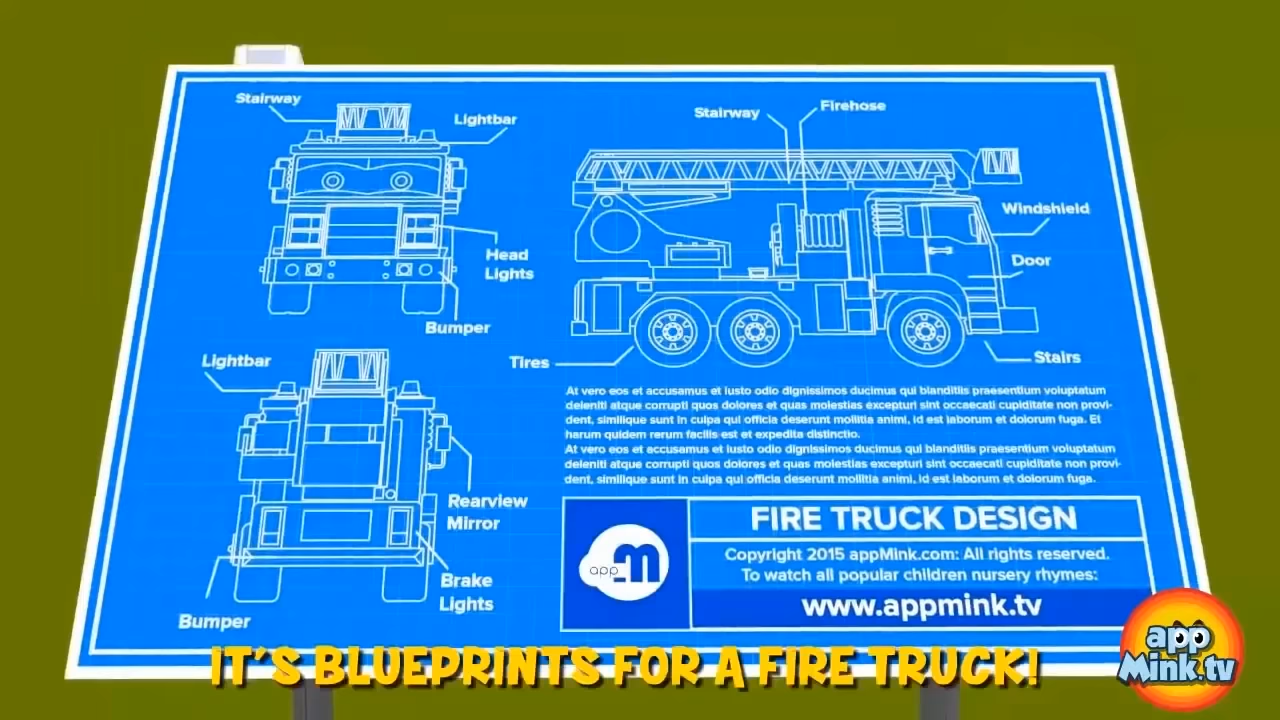 Stairway
Lightbar
Head
Lights
Bumper
Stairway
Firehose
Windshield
Door
Tires
Stairs
Lightbar
Rearview
Mirror
Brake
Lights
Bumper
At vero eos et accusamus et iusto odio dignissimos ducimus qui blanditiis praesentium voluptatum
deleniti atque corrupti quos dolores et quas molestias excepturi sint occaecati cupiditate non provi-
dent, similique sunt in culpa qui officia deserunt mollitia animi, id est laborum et dolorum fuga. Et
harum quidem rerum facilis est et expedita distinctio.
At vero eos et accusamus et iusto odio dignissimos ducimus qui blanditiis praesentium voluptatum
deleniti atque corrupti quos dolores et quas molestias excepturi sint occaecati cupiditate non provi-
dent, similique sunt in culpa qui officia deserunt mollitia animi, id est laborum et dolorum fuga.
app m
FIRE TRUCK DESIGN
Copyright 2015 appMink.com: All rights reserved.
To watch all popular children nursery rhymes:
www.appmink.tv
IT'S BLUEPRINTS FOR A FIRE TRUCK!
app
Mink.tv